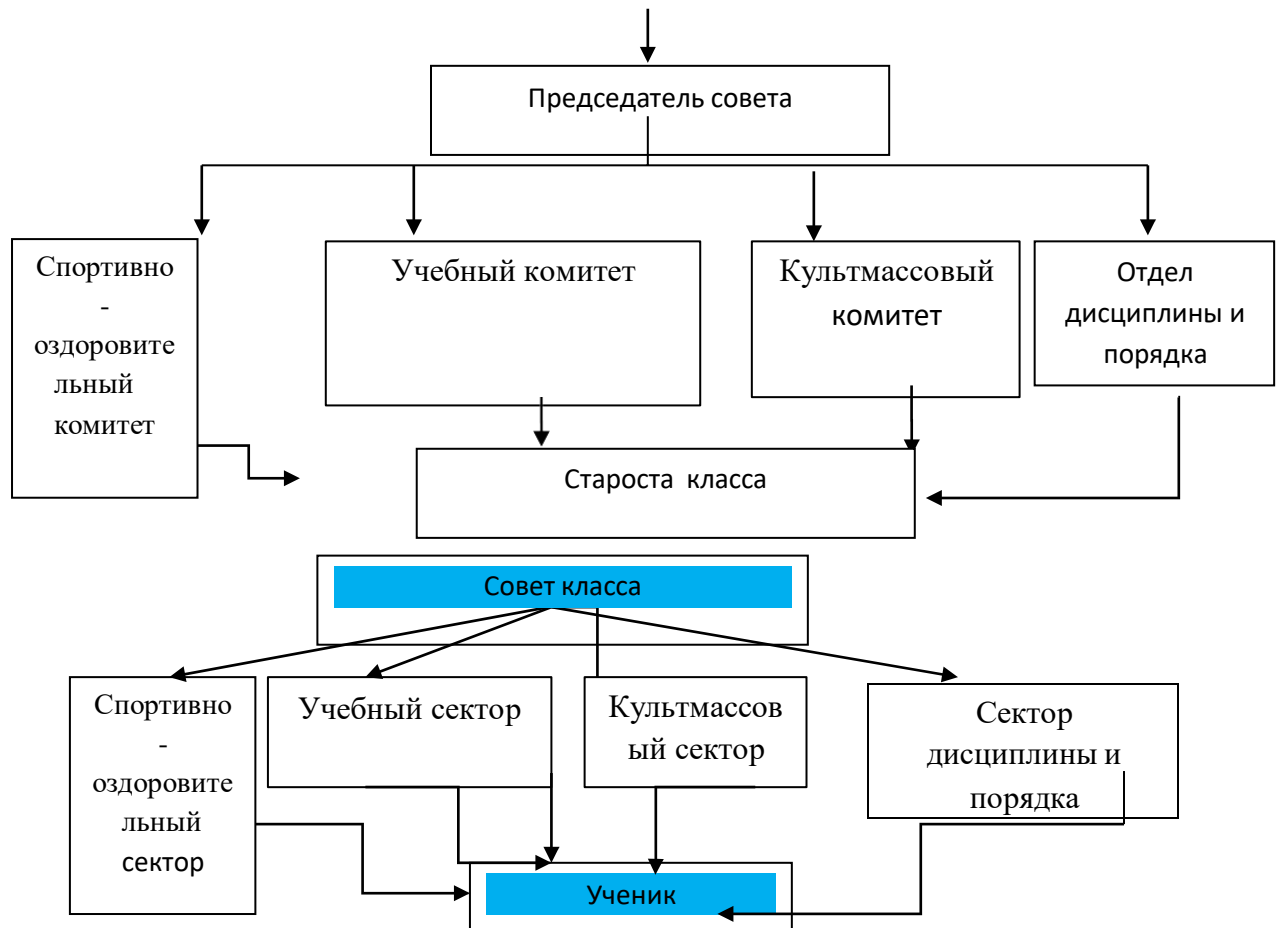 Председатель совета
Спортивно
-
оздоровите
льный
комитет
Учебный комитет
Культмассовый
комитет
Отдел
дисциплины и
порядка
Староста класса
Совет класса
Спортивно
-
оздоровите
льный
сектор
Учебный сектор
Культмассов
ый сектор
Сектор
дисциплины и
порядка
Ученик